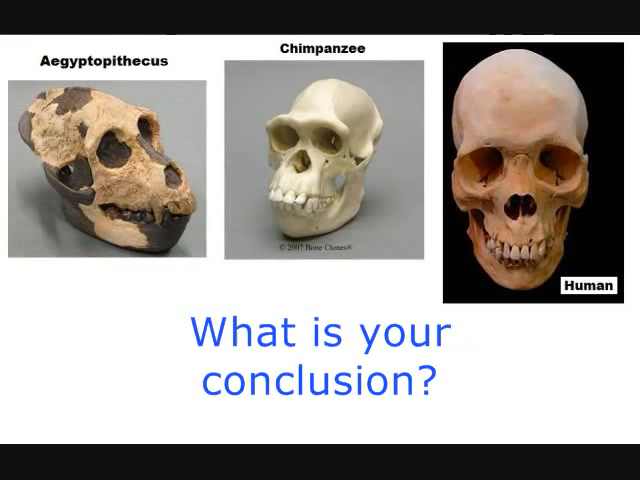 Aegyptopithecus
Chimpanzee
© 2007 Bone Clones®
Human
What is your
conclusion?